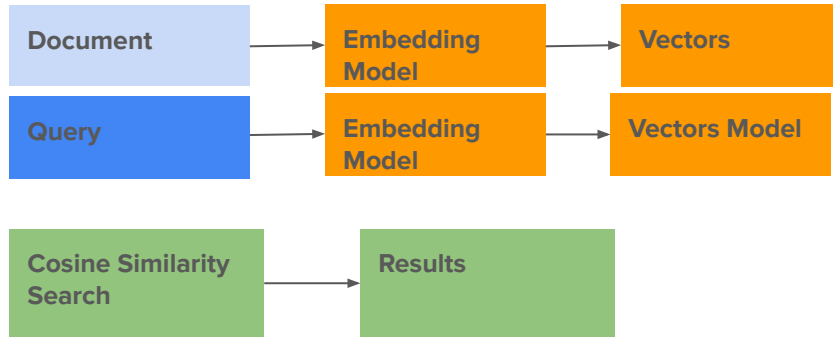 Document
Embedding
Model
Vectors
Query
Embedding
Model
Vectors Model
Cosine Similarity
Search
Results